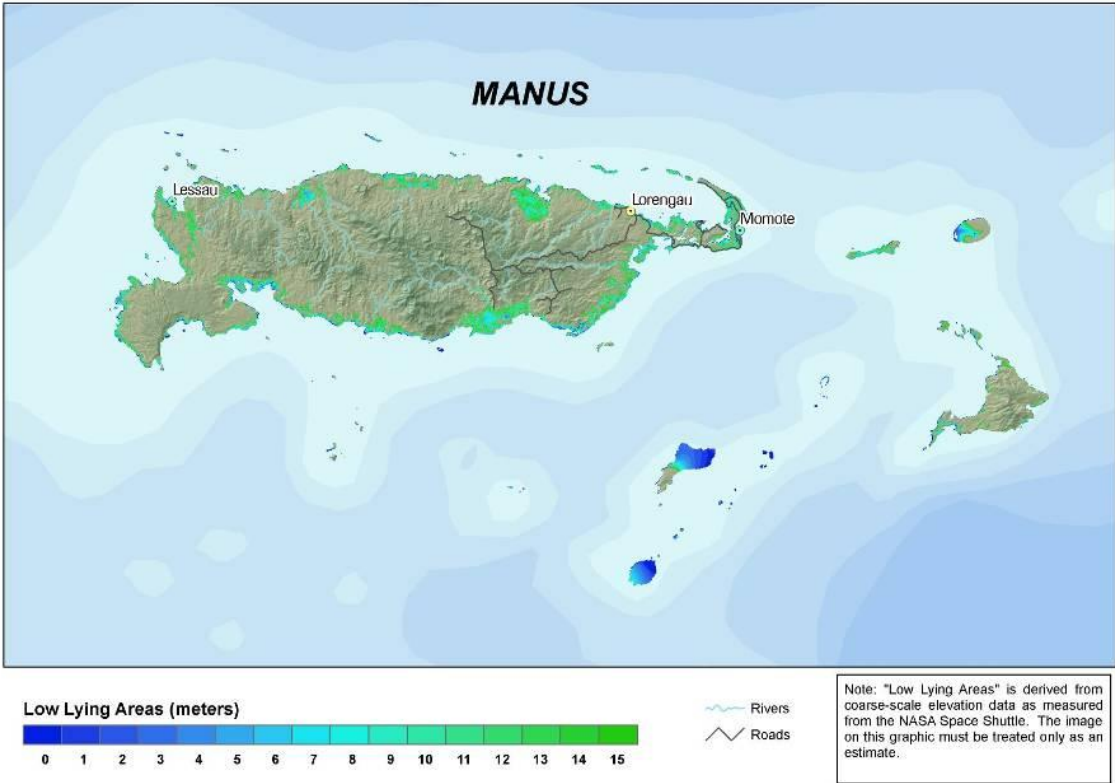 MANUS
Lessau
Lorengau
Momote
Low Lying Areas (meters)
0 1 2 3 4 5 6 7 8 9 10 11 12 13 14 15
Rivers
Roads
Note: "Low Lying Areas" is derived from
coarse-scale elevation data as measured
from the NASA Space Shuttle. The image
on this graphic must be treated only as an
estimate.